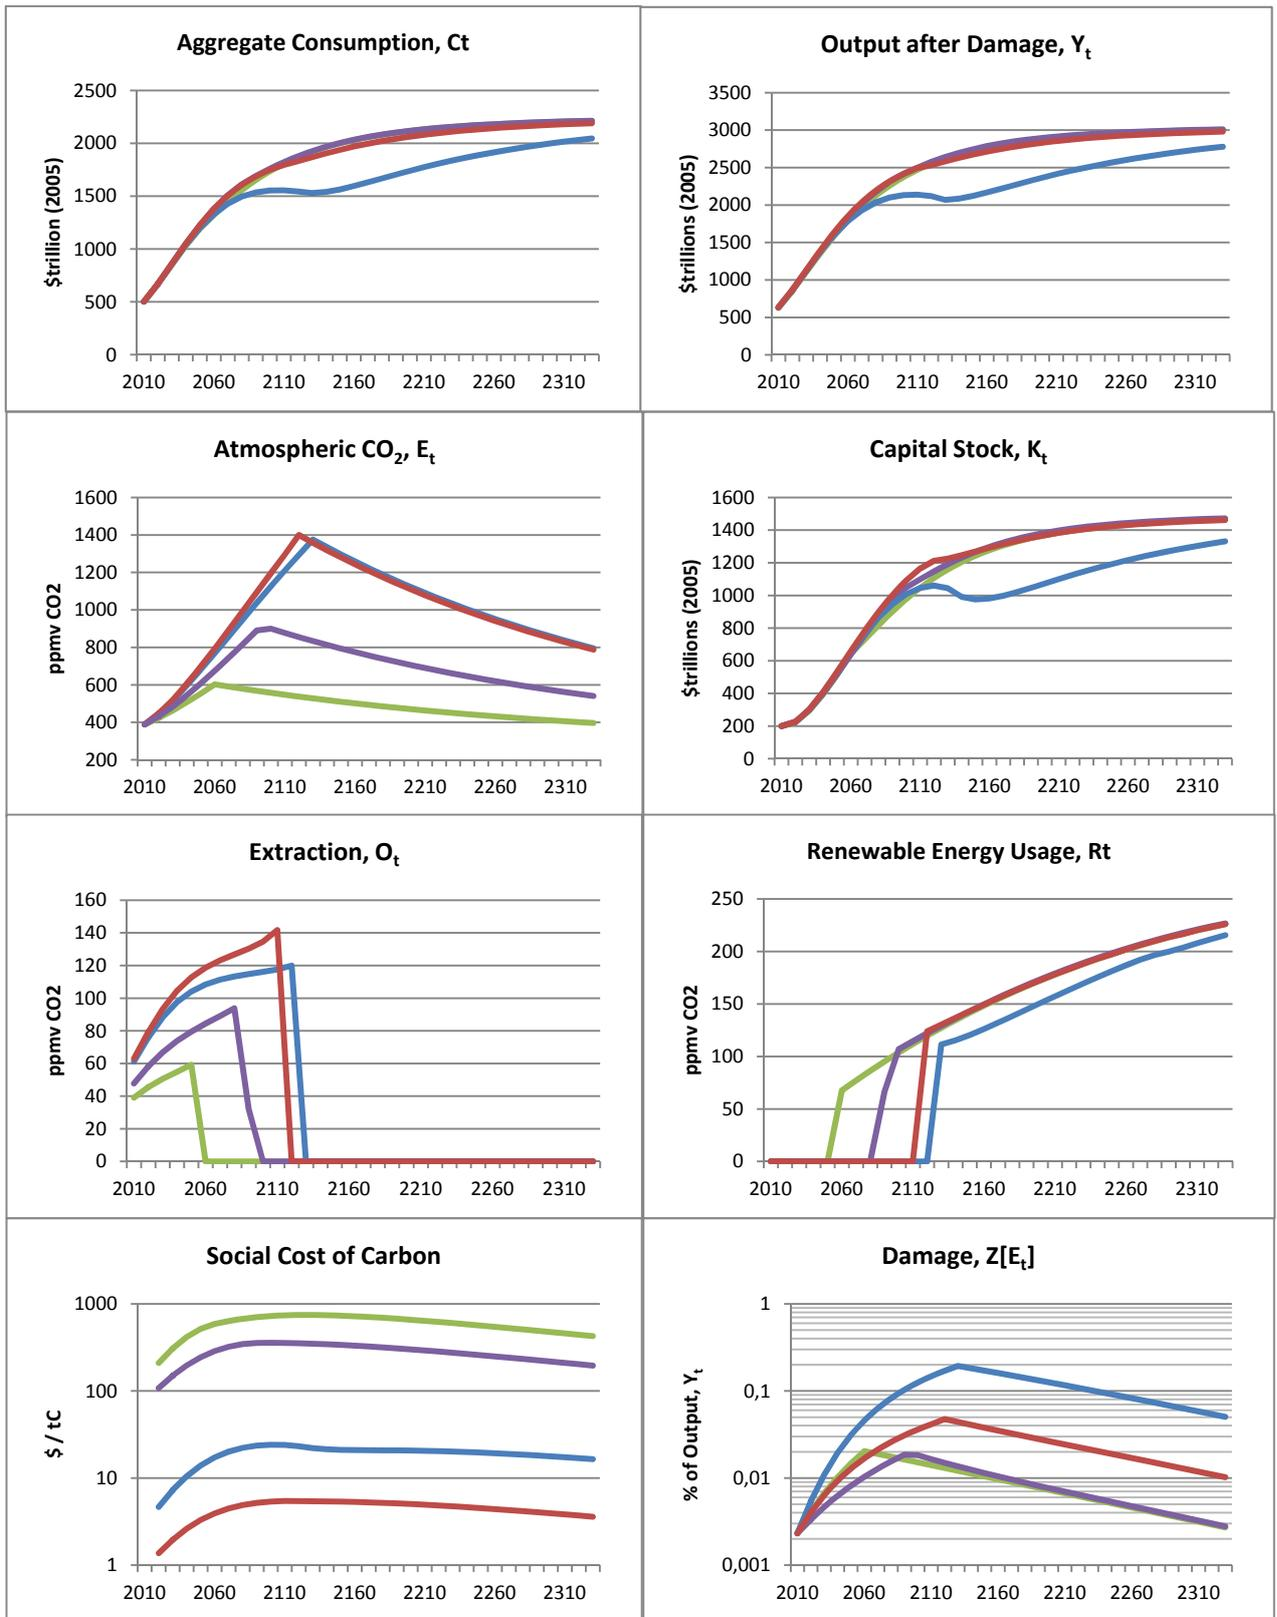 Aggregate Consumption, Ct
$trillion (2005)
2500
2000
1500
1000
500
0
2010 2060 2110 2160 2210 2260 2310
Output after Damage, Yt
$trillions (2005)
3500
3000
2500
2000
1500
1000
500
0
2010 2060 2110 2160 2210 2260 2310
Atmospheric CO2, Et
ppmv CO2
1600
1400
1200
1000
800
600
400
200
2010 2060 2110 2160 2210 2260 2310
Capital Stock, Kt
$trillions (2005)
1600
1400
1200
1000
800
600
400
200
0
2010 2060 2110 2160 2210 2260 2310
Extraction, Ot
ppmv CO2
160
140
120
100
80
60
40
20
0
2010 2060 2110 2160 2210 2260 2310
Renewable Energy Usage, Rt
ppmv CO2
250
200
150
100
50
0
2010 2060 2110 2160 2210 2260 2310
Social Cost of Carbon
$ / tC
1000
100
10
1
2010 2060 2110 2160 2210 2260 2310
Damage, Z[Et]
% of Output, Yt
1
0,1
0,01
0,001
2010 2060 2110 2160 2210 2260 2310